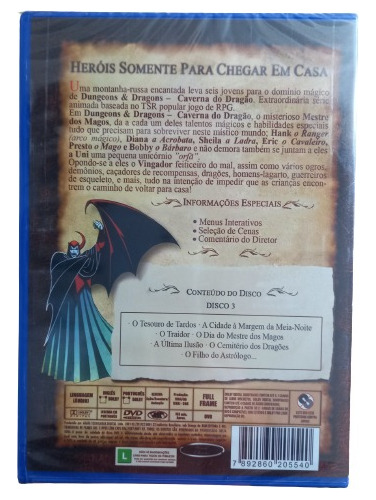 HERÓIS SOMENTE PARA CHEGAR EM CASA
Uma montanha-russa encantada leva seis jovens para o domínio mágico
de Dungeons & Dragons – Caverna do Dragão. Extraordinária série
animada baseada no TSR popular jogo de RPG.
Em Dungeons & Dragons – Caverna do Dragão, o misterioso Mestre
dos Magos, da a cada um deles talentos mágicos e habilidades especiais
tudo que precisam para sobreviver neste místico mundo; Hank o Ranger
(arco mágico), Diana a Acrobata, Sheila a Ladra, Eric o Cavaleiro,
Presto o Mago e Bobby o Bárbaro e não demora também se juntam a eles
a Uni uma pequena unicórnio "orfã".
Opondo-se a eles o Vingador feiticeiro do mal, assim como vários ogros,
demônios, caçadores de recompensas, dragões, homens-lagarto, guerreiros
de esqueleto, e mais, tudo na intenção de impedir que as crianças encon-
trem o caminho de voltar para casa!
INFORMAÇÕES ESPECIAIS
• Menus Interativos
• Seleção de Cenas
• Comentário do Diretor
CONTEÚDO DO DISCO
DISCO 3
O Tesouro de Tardos · A Cidade à Margem da Meia-Noite
O Traidor · O Dia do Mestre dos Magos
A Última Ilusão · O Cemitério dos Dragões
O Filho do Astrólogo...
FULL
FRAME
DVD
L
7 892860 205540